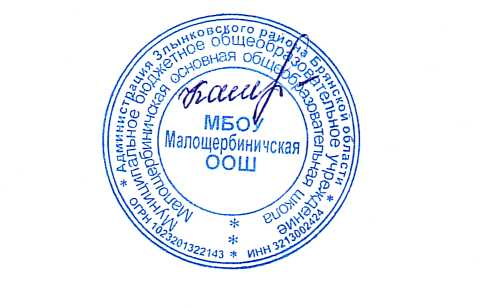 * Администрация Злынковского района Брянской области *
Муниципальное бюджетное общеобразовательное учреждение
Малощербиничская основная общеобразовательная школа
МБОУ
Малощербиничская
ООШ
* ОГРН 1023201322143 * ИНН 3213002424 *